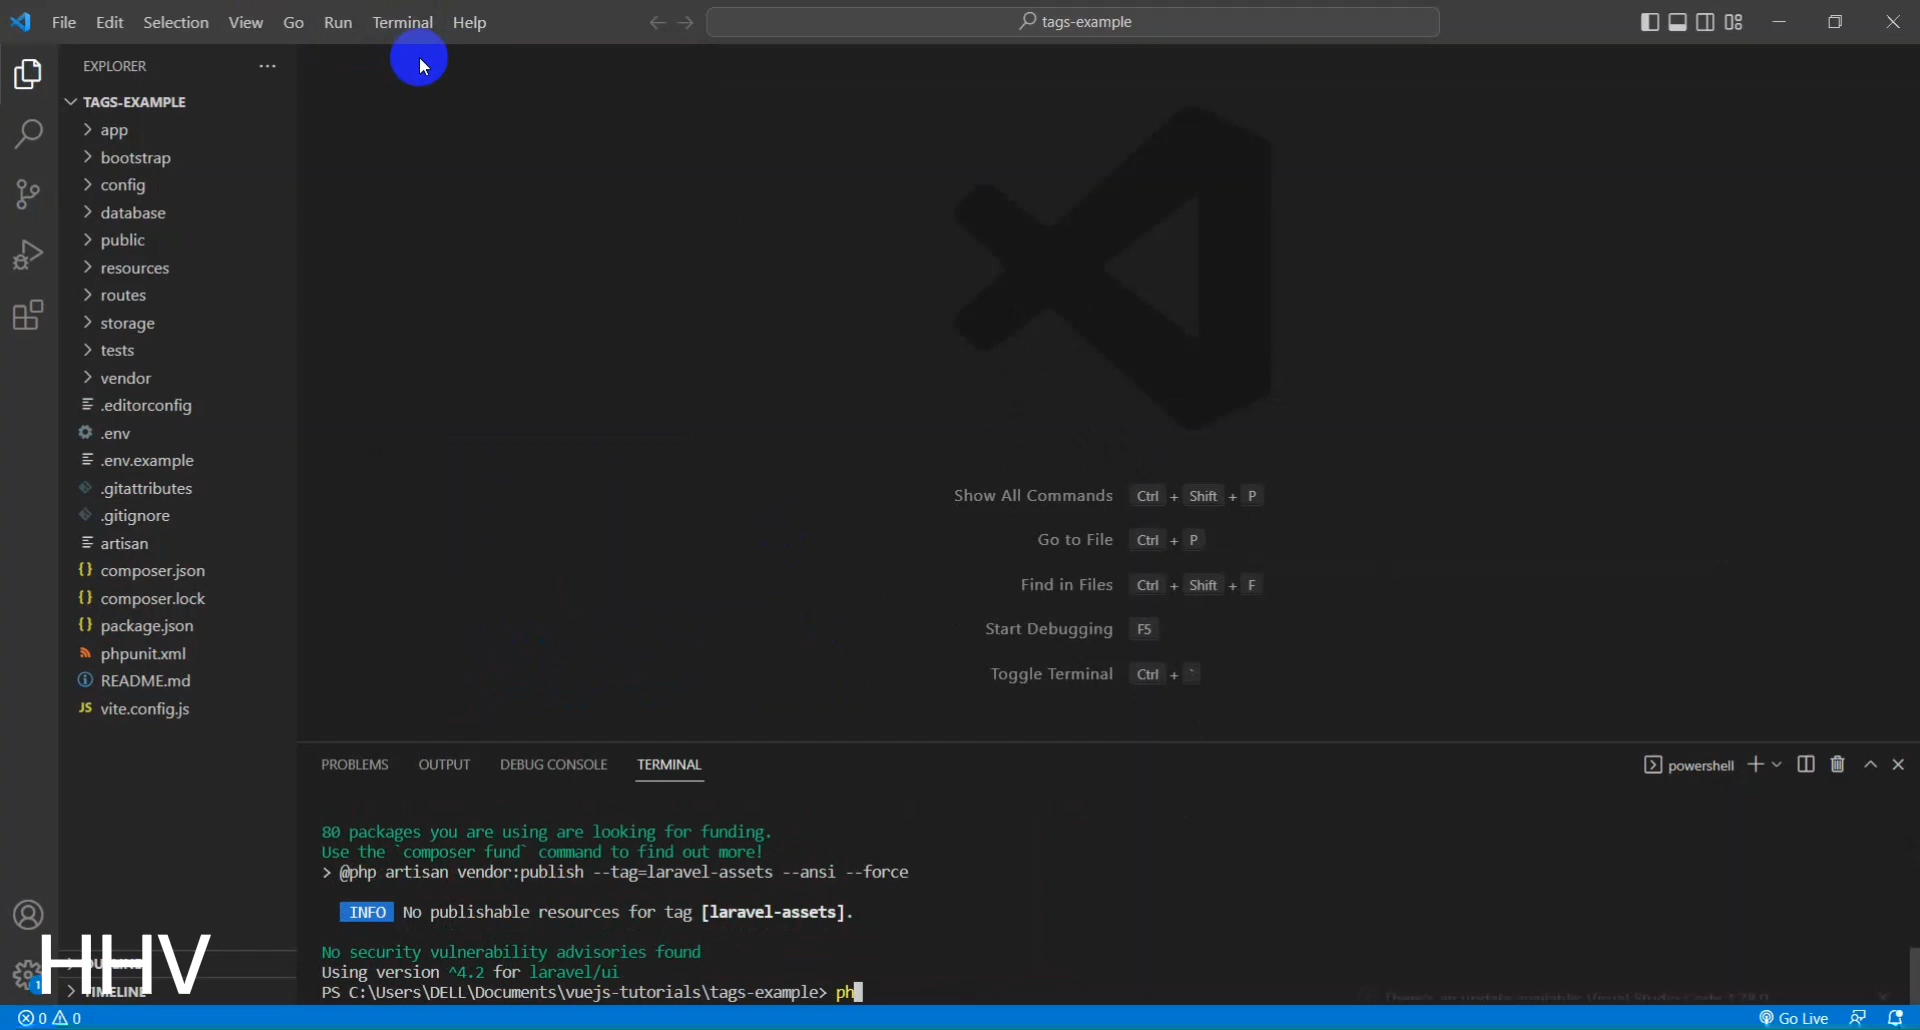 File Edit Selection View Go Run Terminal Help
tags-example
EXPLORER
TAGS-EXAMPLE
app
bootstrap
config
database
public
resources
routes
storage
tests
vendor
.editorconfig
.env
.env.example
.gitattributes
.gitignore
artisan
composer.json
composer.lock
package.json
phpunit.xml
README.md
JS vite.config.js
Show All Commands Ctrl + Shift + P
Go to File Ctrl + P
Find in Files Ctrl + Shift + F
Start Debugging F5
Toggle Terminal Ctrl + `
PROBLEMS OUTPUT DEBUG CONSOLE TERMINAL
powershell
80 packages you are using are looking for funding.
Use the `composer fund` command to find out more!
> @php artisan vendor:publish --tag=laravel-assets --ansi --force
INFO No publishable resources for tag [laravel-assets].
No security vulnerability advisories found
Using version ^4.2 for laravel/ui
PS C:\Users\DELL\Documents\vuejs-tutorials\tags-example> ph
HHV
OUTLINE
TIMELINE
1
0 0
Go Live